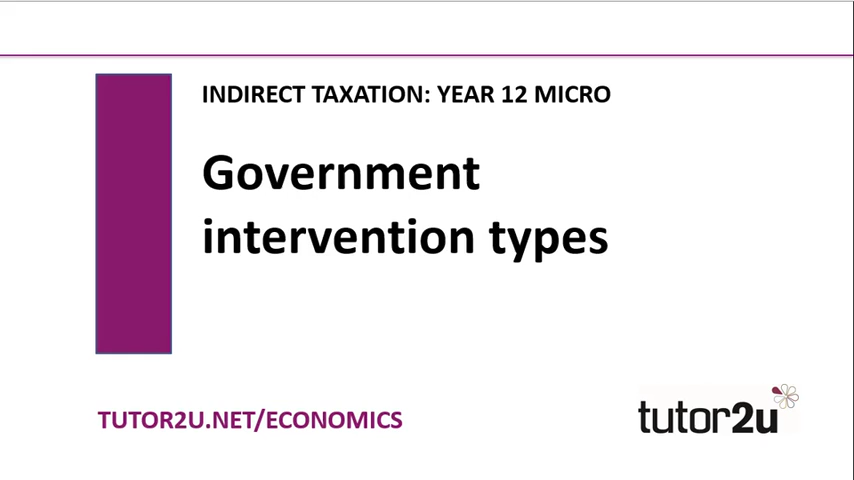 INDIRECT TAXATION: YEAR 12 MICRO
Government
intervention types
TUTOR2U.NET/ECONOMICS
tutor2u